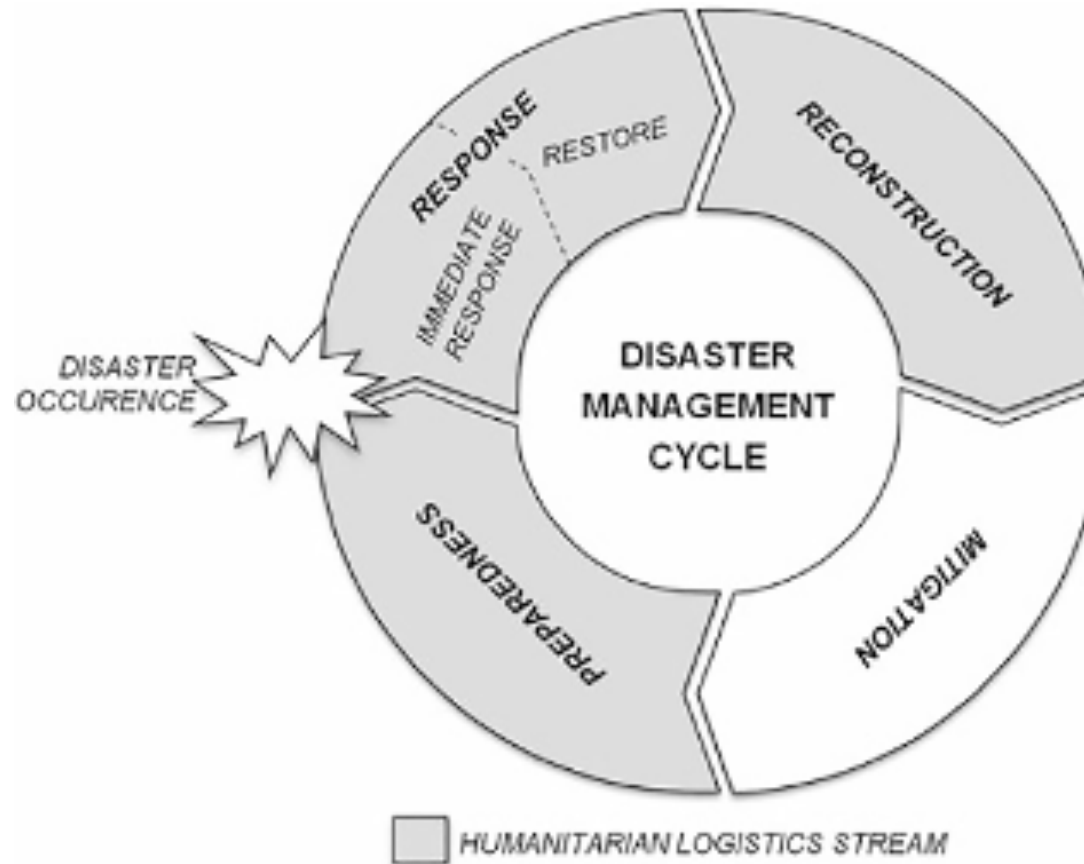 RESPONSE
RESTORE
IMMEDIATE
RESPONSE
RECONSTRUCTION
DISASTER
OCCURENCE
DISASTER
MANAGEMENT
CYCLE
PREPAREDNESS
MITIGATION
HUMANITARIAN LOGISTICS STREAM